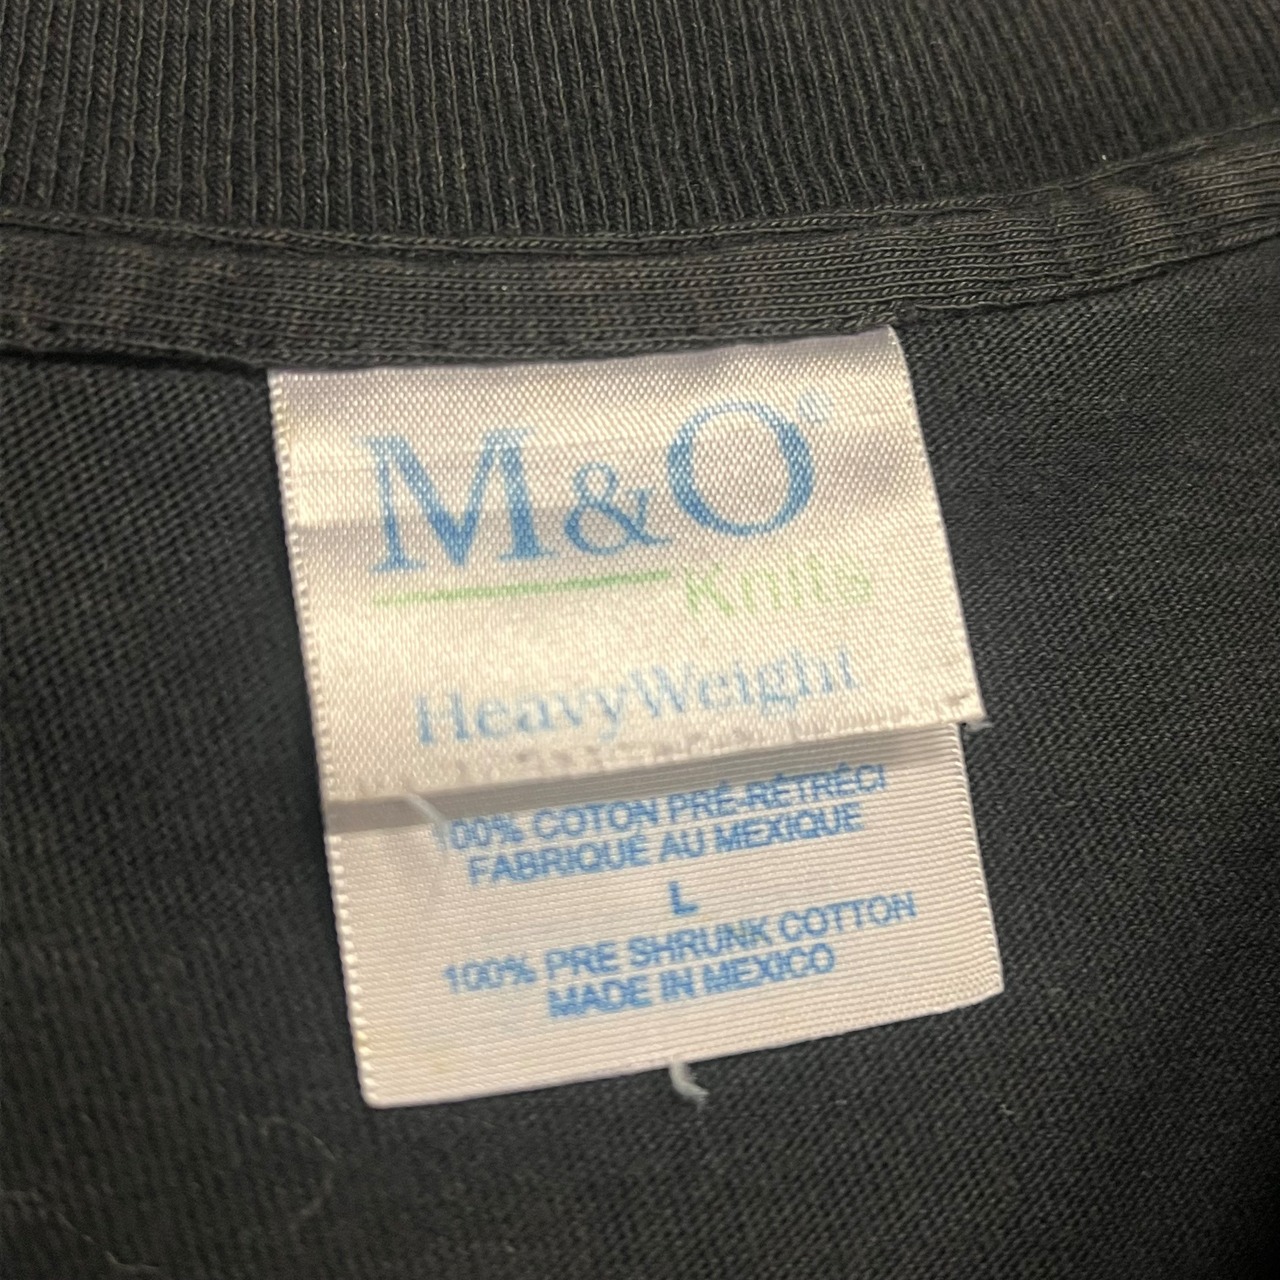 M&O®
Knits
HeavyWeight
100% COTON PRÉ-RÉTRÉCI
FABRIQUÉ AU MEXIQUE
L
100% PRE SHRUNK COTTON
MADE IN MEXICO